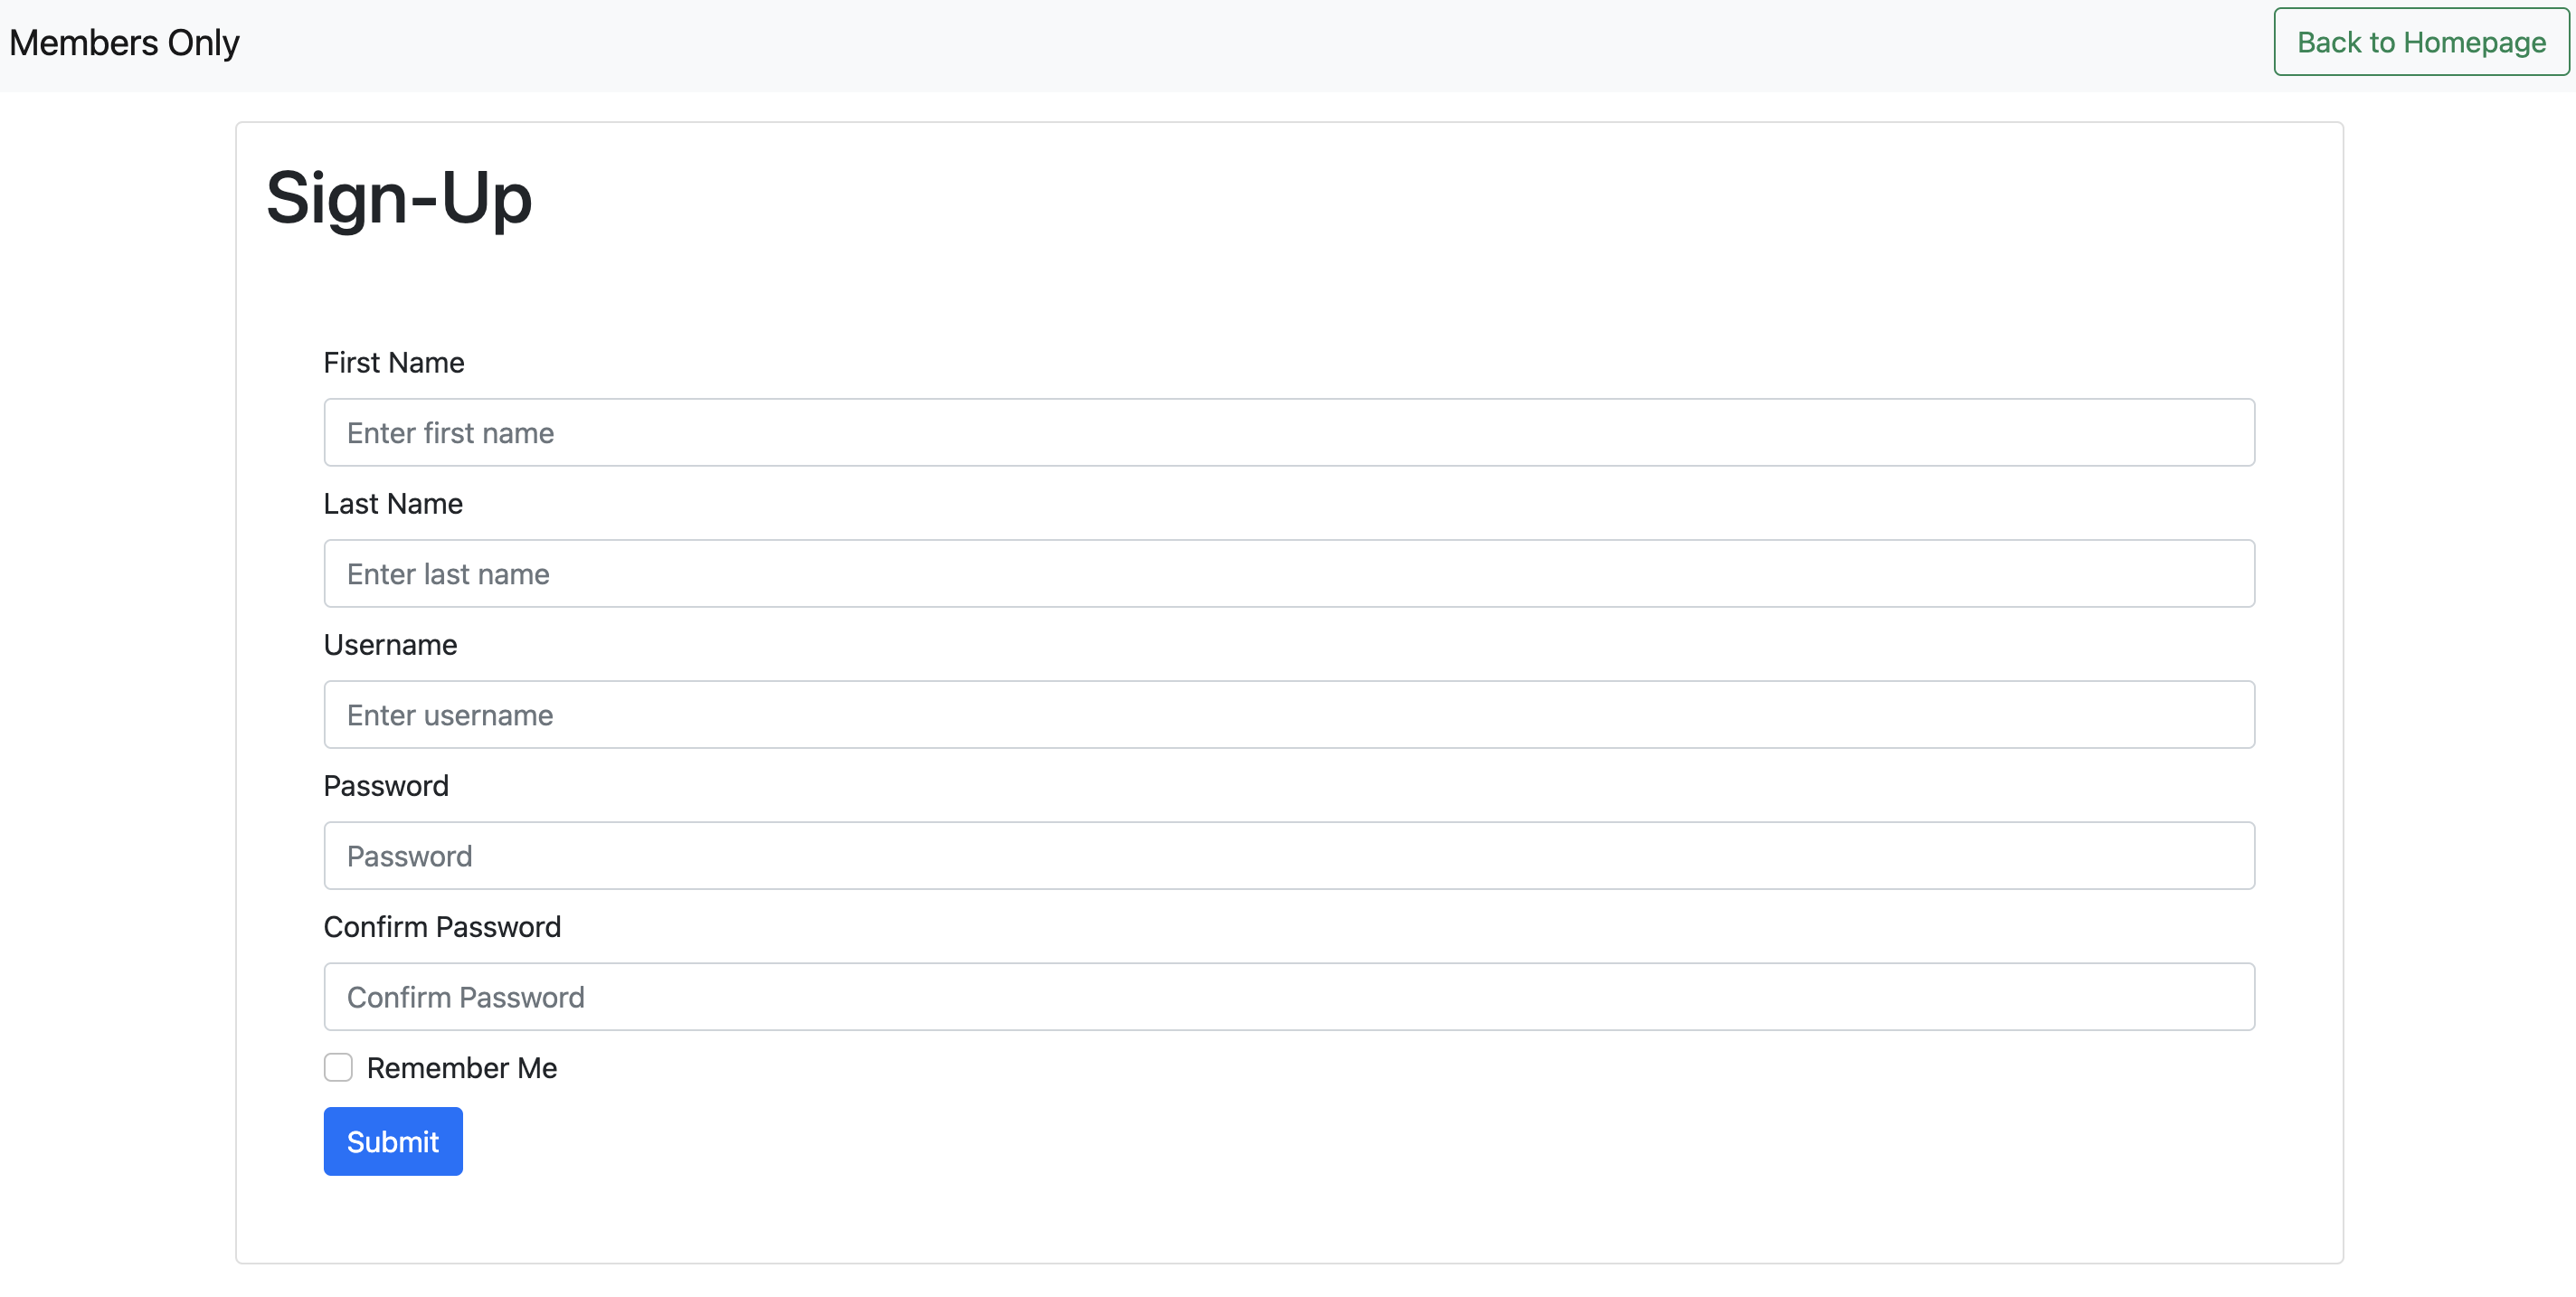 Members Only
Back to Homepage
Sign-Up
First Name
Enter first name
Last Name
Enter last name
Username
Enter username
Password
Password
Confirm Password
Confirm Password
Remember Me
Submit